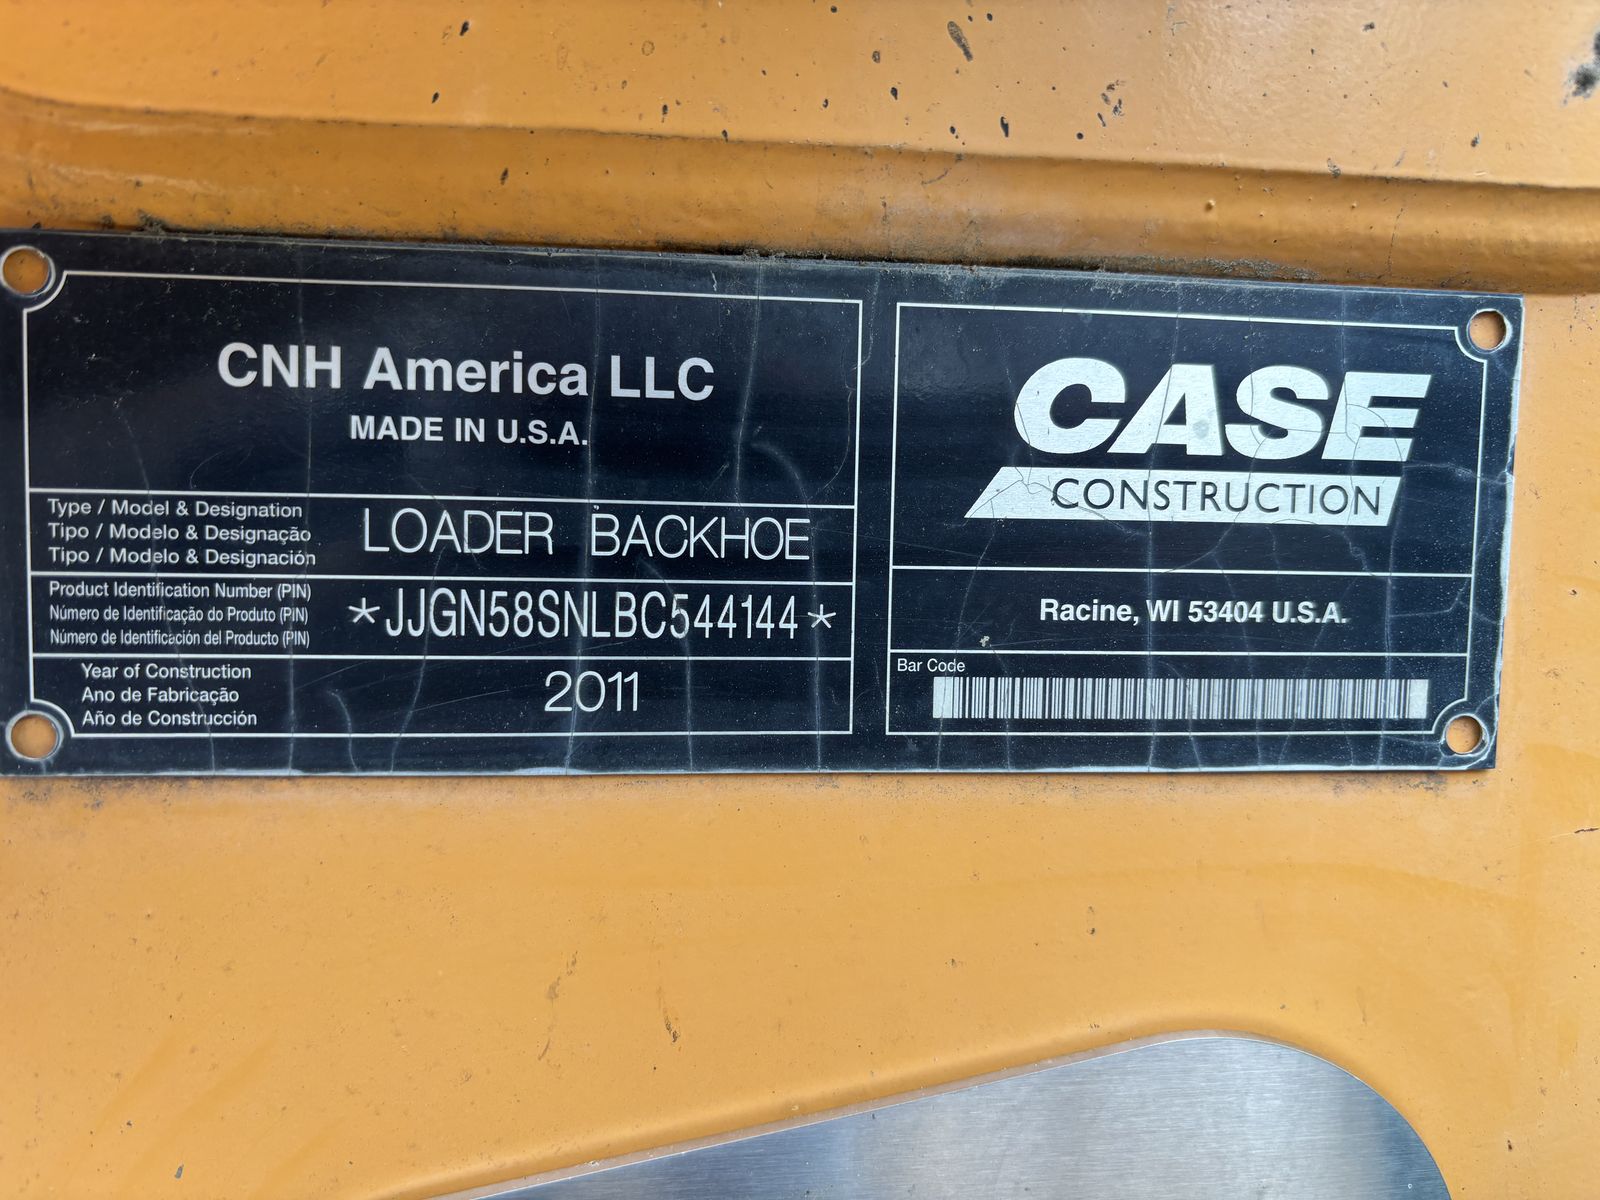 CNH America LLC
MADE IN U.S.A.
Type / Model & Designation
Tipo / Modelo & Designação
Tipo / Modelo & Designación
LOADER BACKHOE
Product Identification Number (PIN)
Número de Identificação do Produto (PIN)
Número de Identificación del Producto (PIN)
*JJGN58SNLBC544144*
Year of Construction
Ano de Fabricação
Año de Construcción
2011
CASE
CONSTRUCTION
Racine, WI 53404 U.S.A.
Bar Code